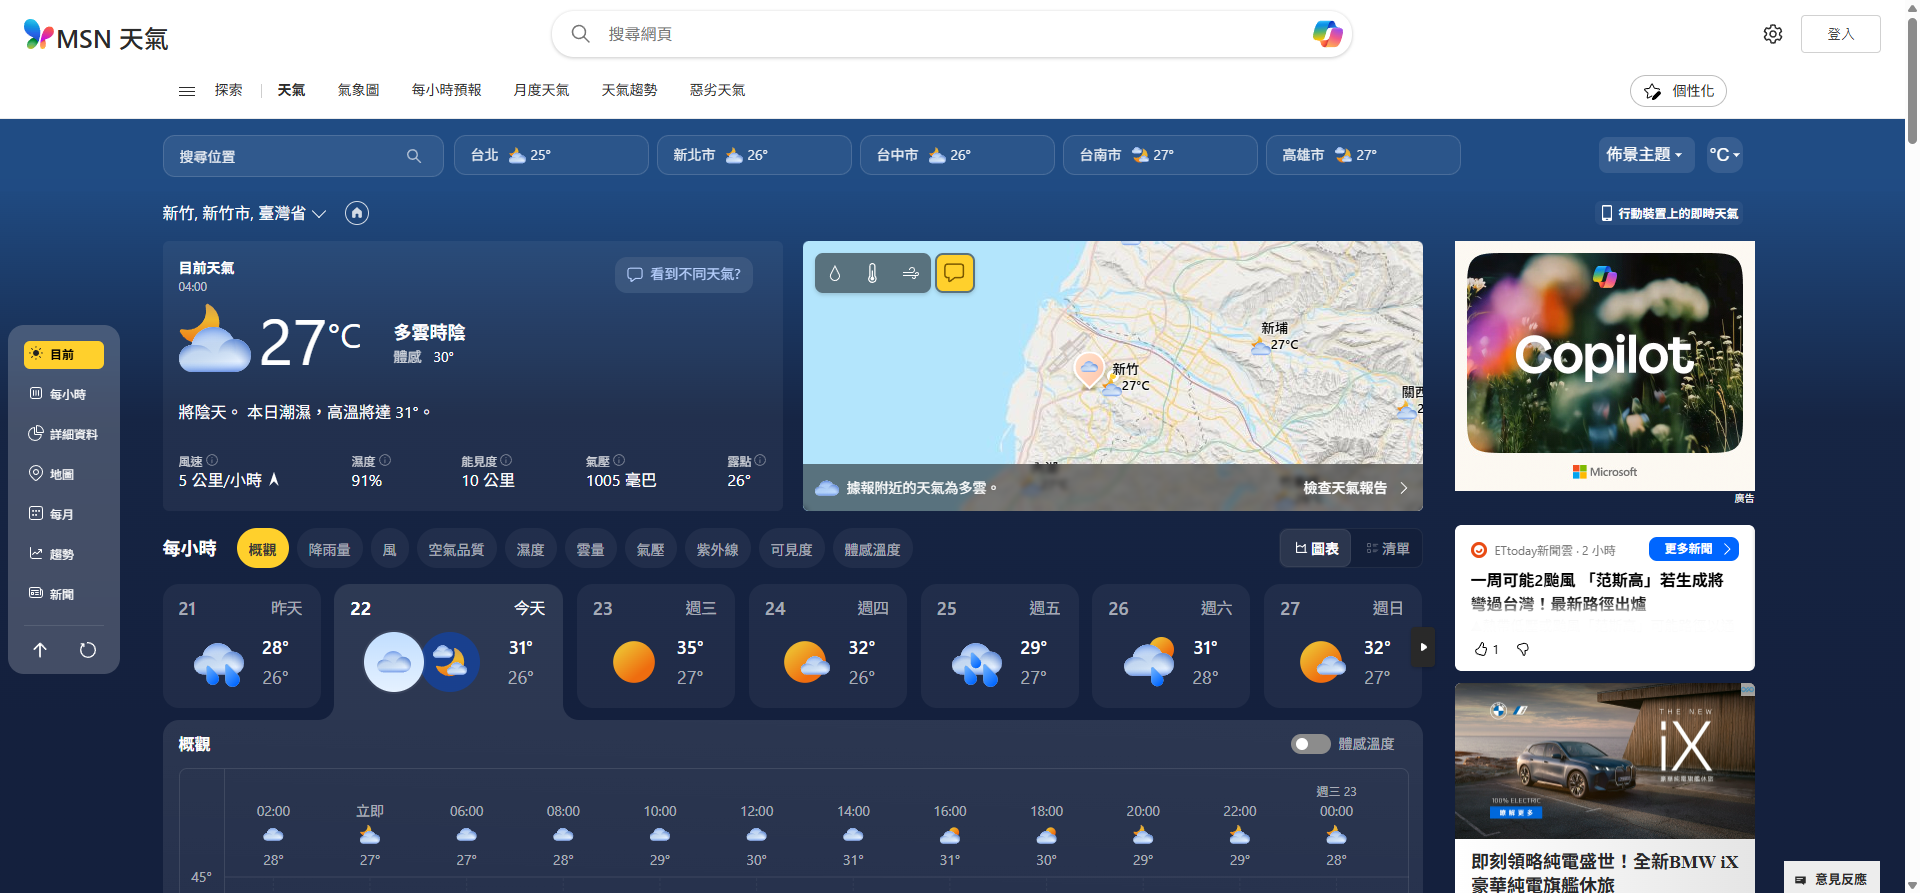 MSN 天氣
搜尋網頁
登入
探索
天氣
氣象圖
每小時預報
月度天氣
天氣趨勢
惡劣天氣
個性化
搜尋位置
台北 25°
新北市 26°
台中市 26°
台南市 27°
高雄市 27°
佈景主題
°C
新竹, 新竹市, 臺灣省
行動裝置上的即時天氣
目前天氣
04:00
看到不同天氣?
27°C
多雲時陰
體感 30°
將陰天。 本日潮濕，高溫將達 31°。
風速
5 公里/小時
濕度
91%
能見度
10 公里
氣壓
1005 毫巴
露點
26°
新埔
27°C
新竹
27°C
關西
據報附近的天氣為多雲。
檢查天氣報告
Copilot
Microsoft
廣告
目前
每小時
詳細資料
地圖
每月
趨勢
新聞
每小時
概觀
降雨量
風
空氣品質
濕度
雲量
氣壓
紫外線
可見度
體感溫度
圖表
清單
21 昨天
28°
26°
22 今天
31°
26°
23 週三
35°
27°
24 週四
32°
26°
25 週五
29°
27°
26 週六
31°
28°
27 週日
32°
27°
概觀
體感溫度
週三 23
02:00 立即 06:00 08:00 10:00 12:00 14:00 16:00 18:00 20:00 22:00 00:00
28° 27° 27° 28° 29° 30° 31° 31° 30° 29° 29° 28°
45°
ETtoday新聞雲 · 2 小時
更多新聞
一周可能2颱風 「范斯高」若生成將
彎過台灣！最新路徑出爐
1
THE NEW
iX
豪華純電旗艦休旅
100% ELECTRIC
瞭解更多
即刻領略純電盛世！全新BMW iX
豪華純電旗艦休旅
意見反應